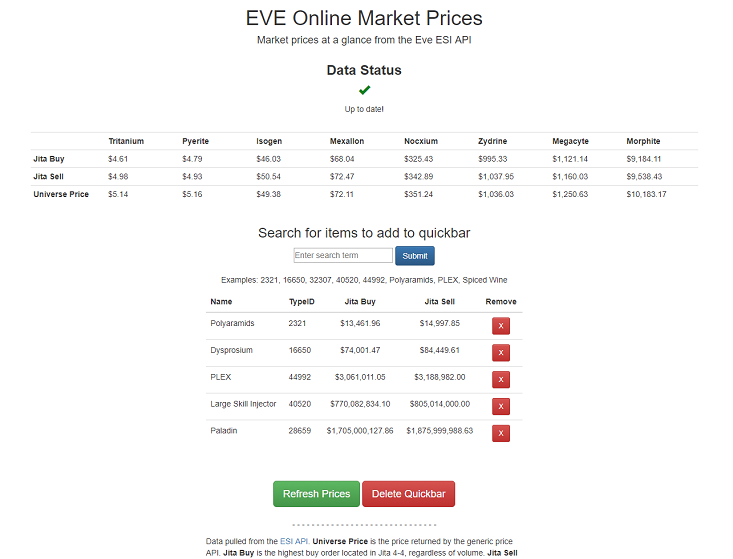 EVE Online Market Prices
Market prices at a glance from the Eve ESI API
Data Status
Up to date!
Tritanium Pyerite Isogen Mexallon Nocxium Zydrine Megacyte Morphite
Jita Buy $4.61 $4.79 $46.03 $68.04 $325.43 $995.33 $1,121.14 $9,184.11
Jita Sell $4.98 $4.93 $50.54 $72.47 $342.89 $1,037.95 $1,160.03 $9,538.43
Universe Price $5.14 $5.16 $49.38 $72.11 $351.24 $1,036.03 $1,250.63 $10,183.17
Search for items to add to quickbar
Enter search term Submit
Examples: 2321, 16650, 32307, 40520, 44992, Polyaramids, PLEX, Spiced Wine
Name TypeID Jita Buy Jita Sell Remove
Polyaramids 2321 $13,461.96 $14,997.85 X
Dysprosium 16650 $74,001.47 $84,449.61 X
PLEX 44992 $3,061,011.05 $3,188,982.00 X
Large Skill Injector 40520 $770,082,834.10 $805,014,000.00 X
Paladin 28659 $1,705,000,127.86 $1,875,999,988.63 X
Refresh Prices Delete Quickbar
Data pulled from the ESI API. Universe Price is the price returned by the generic price
API. Jita Buy is the highest buy order located in Jita 4-4, regardless of volume. Jita Sell